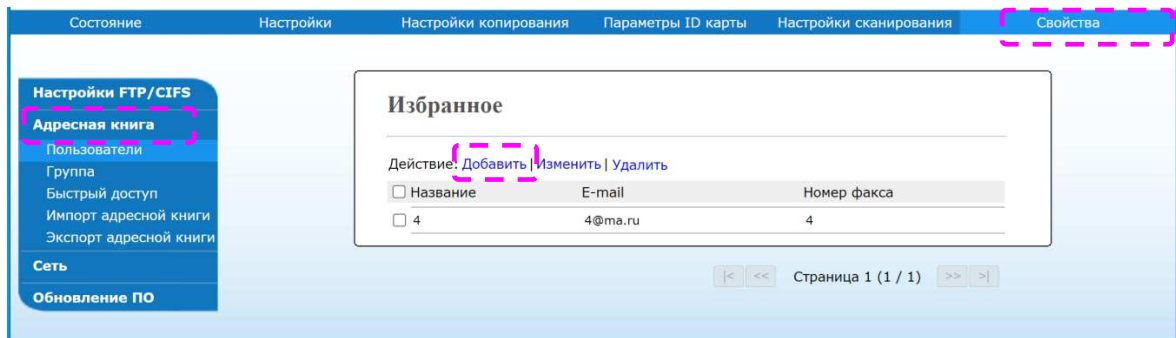 Состояние Настройки Настройки копирования Параметры ID карты Настройки сканирования Свойства
Настройки FTP/CIFS
Адресная книга
Пользователи
Группа
Быстрый доступ
Импорт адресной книги
Экспорт адресной книги
Сеть
Обновление ПО
Избранное
Действие: Добавить | Изменить | Удалить
Название E-mail Номер факса
4 4@ma.ru 4
|< << Страница 1 (1 / 1) >> >|